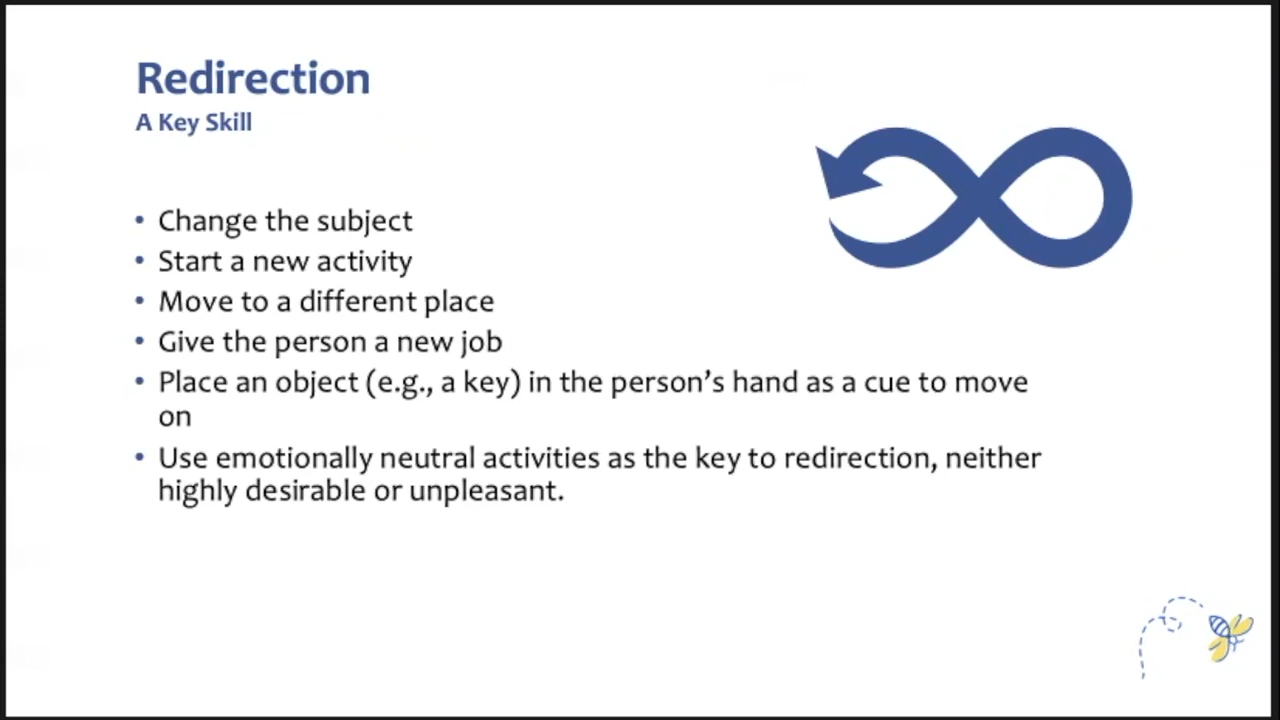 Redirection
A Key Skill
• Change the subject
• Start a new activity
• Move to a different place
• Give the person a new job
• Place an object (e.g., a key) in the person’s hand as a cue to move
on
• Use emotionally neutral activities as the key to redirection, neither
highly desirable or unpleasant.